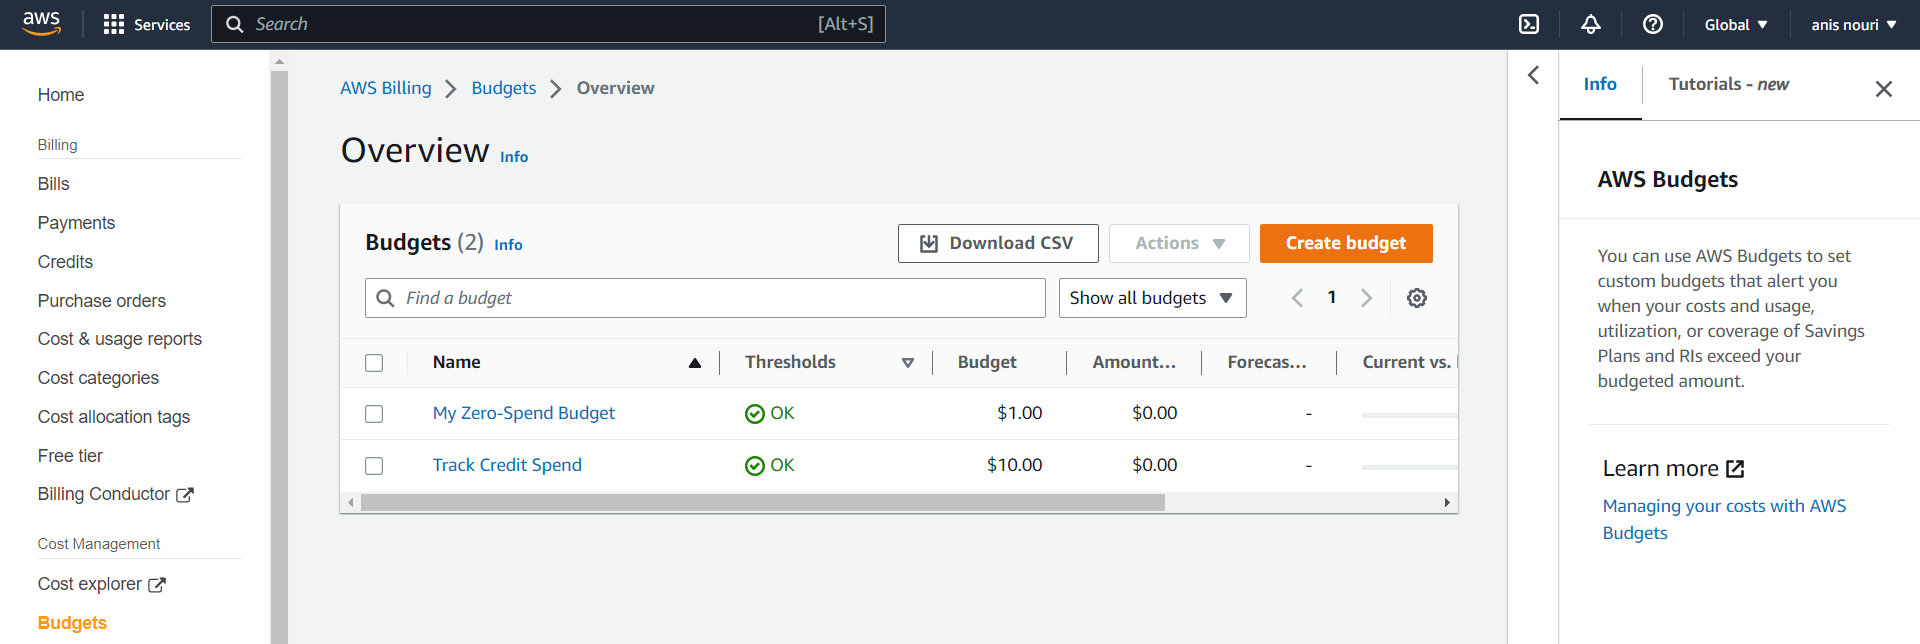 aws
Services
Search
[Alt+S]
Global
anis nouri
Home
Billing
Bills
Payments
Credits
Purchase orders
Cost & usage reports
Cost categories
Cost allocation tags
Free tier
Billing Conductor
Cost Management
Cost explorer
Budgets
AWS Billing
Budgets
Overview
Overview Info
Budgets (2) Info
Download CSV
Actions
Create budget
Find a budget
Show all budgets
1
Name
Thresholds
Budget
Amount...
Forecas...
Current vs.
My Zero-Spend Budget
OK
$1.00
$0.00
-
Track Credit Spend
OK
$10.00
$0.00
-
Info
Tutorials - new
AWS Budgets
You can use AWS Budgets to set
custom budgets that alert you
when your costs and usage,
utilization, or coverage of Savings
Plans and RIs exceed your
budgeted amount.
Learn more
Managing your costs with AWS
Budgets